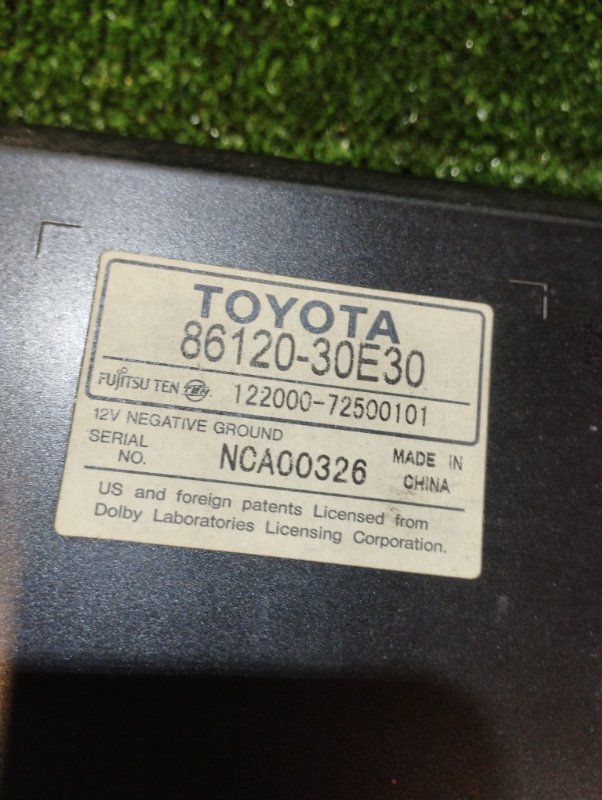 TOYOTA
86120-30E30
FUJITSU TEN TEN 122000-72500101
12V NEGATIVE GROUND
SERIAL NO. NCA00326 MADE IN CHINA
US and foreign patents Licensed from
Dolby Laboratories Licensing Corporation.